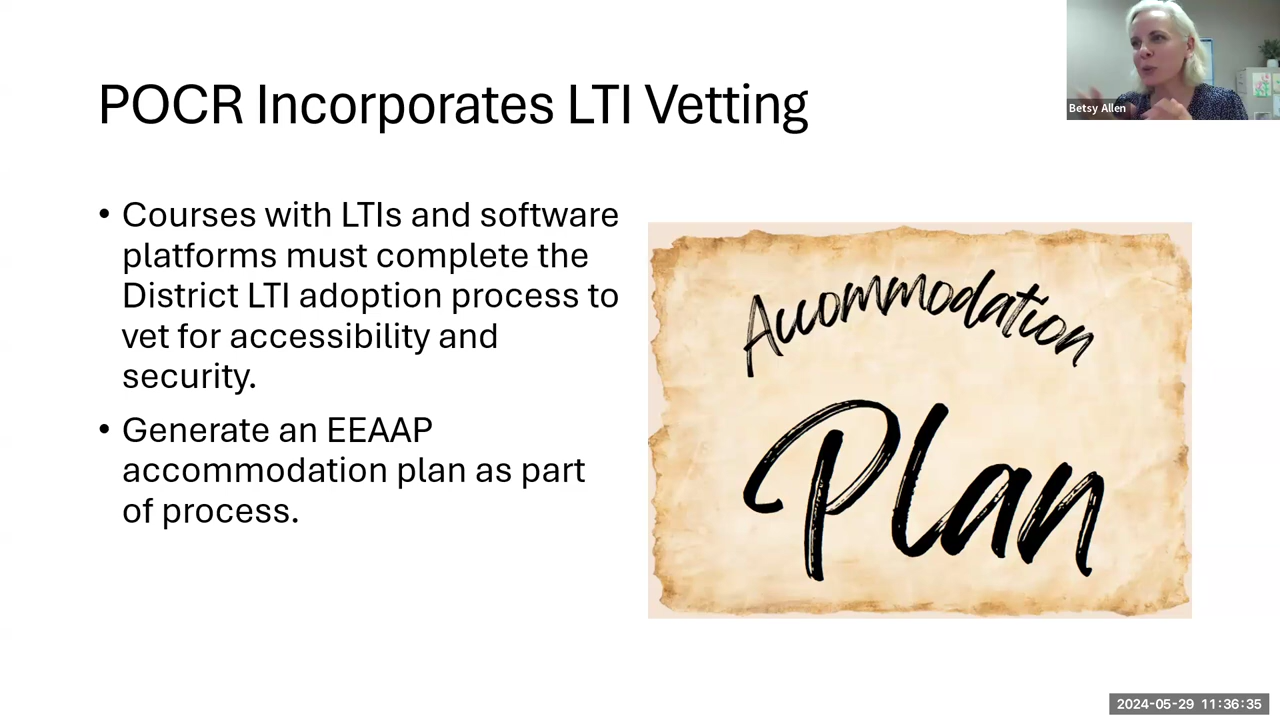 POCR Incorporates LTI Vetting
Betsy Allen
• Courses with LTIs and software
platforms must complete the
District LTI adoption process to
vet for accessibility and
security.
• Generate an EEAAP
accommodation plan as part
of process.
Accommodation
Plan
2024-05-29 11:36:35